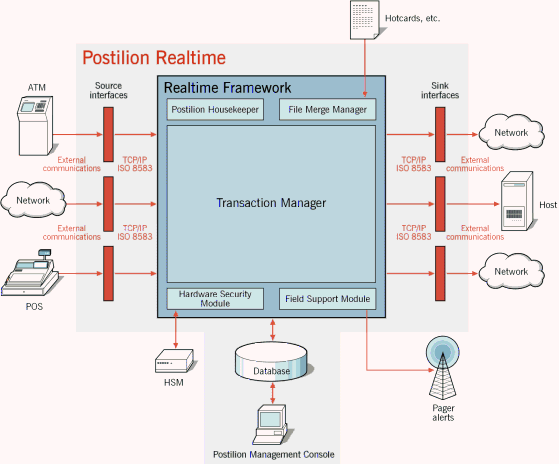 Hotcards, etc.
Postilion Realtime
ATM
Source
interfaces
Realtime Framework
Sink
interfaces
Postilion Housekeeper
File Merge Manager
Network
External
communications
TCP/IP
ISO 8583
TCP/IP
ISO 8583
External
communications
Network
Transaction Manager
Host
External
communications
TCP/IP
ISO 8583
TCP/IP
ISO 8583
External
communications
Network
POS
Hardware Security
Module
Field Support Module
HSM
Database
Pager
alerts
Postilion Management Console